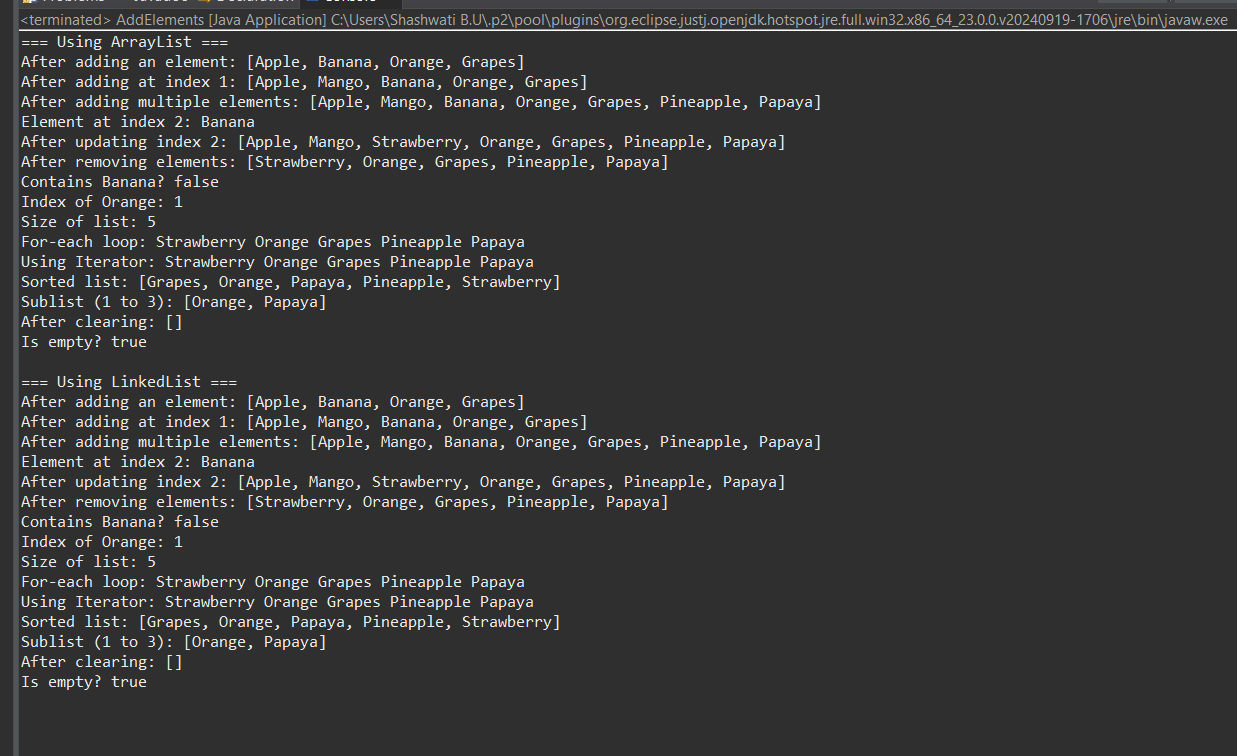 <terminated> AddElements [Java Application] C:\Users\Shashwati B.U\.p2\pool\plugins\org.eclipse.justj.openjdk.hotspot.jre.full.win32.x86_64_23.0.0.v20240919-1706\jre\bin\javaw.exe
=== Using ArrayList ===
After adding an element: [Apple, Banana, Orange, Grapes]
After adding at index 1: [Apple, Mango, Banana, Orange, Grapes]
After adding multiple elements: [Apple, Mango, Banana, Orange, Grapes, Pineapple, Papaya]
Element at index 2: Banana
After updating index 2: [Apple, Mango, Strawberry, Orange, Grapes, Pineapple, Papaya]
After removing elements: [Strawberry, Orange, Grapes, Pineapple, Papaya]
Contains Banana? false
Index of Orange: 1
Size of list: 5
For-each loop: Strawberry Orange Grapes Pineapple Papaya
Using Iterator: Strawberry Orange Grapes Pineapple Papaya
Sorted list: [Grapes, Orange, Papaya, Pineapple, Strawberry]
Sublist (1 to 3): [Orange, Papaya]
After clearing: []
Is empty? true
=== Using LinkedList ===
After adding an element: [Apple, Banana, Orange, Grapes]
After adding at index 1: [Apple, Mango, Banana, Orange, Grapes]
After adding multiple elements: [Apple, Mango, Banana, Orange, Grapes, Pineapple, Papaya]
Element at index 2: Banana
After updating index 2: [Apple, Mango, Strawberry, Orange, Grapes, Pineapple, Papaya]
After removing elements: [Strawberry, Orange, Grapes, Pineapple, Papaya]
Contains Banana? false
Index of Orange: 1
Size of list: 5
For-each loop: Strawberry Orange Grapes Pineapple Papaya
Using Iterator: Strawberry Orange Grapes Pineapple Papaya
Sorted list: [Grapes, Orange, Papaya, Pineapple, Strawberry]
Sublist (1 to 3): [Orange, Papaya]
After clearing: []
Is empty? true